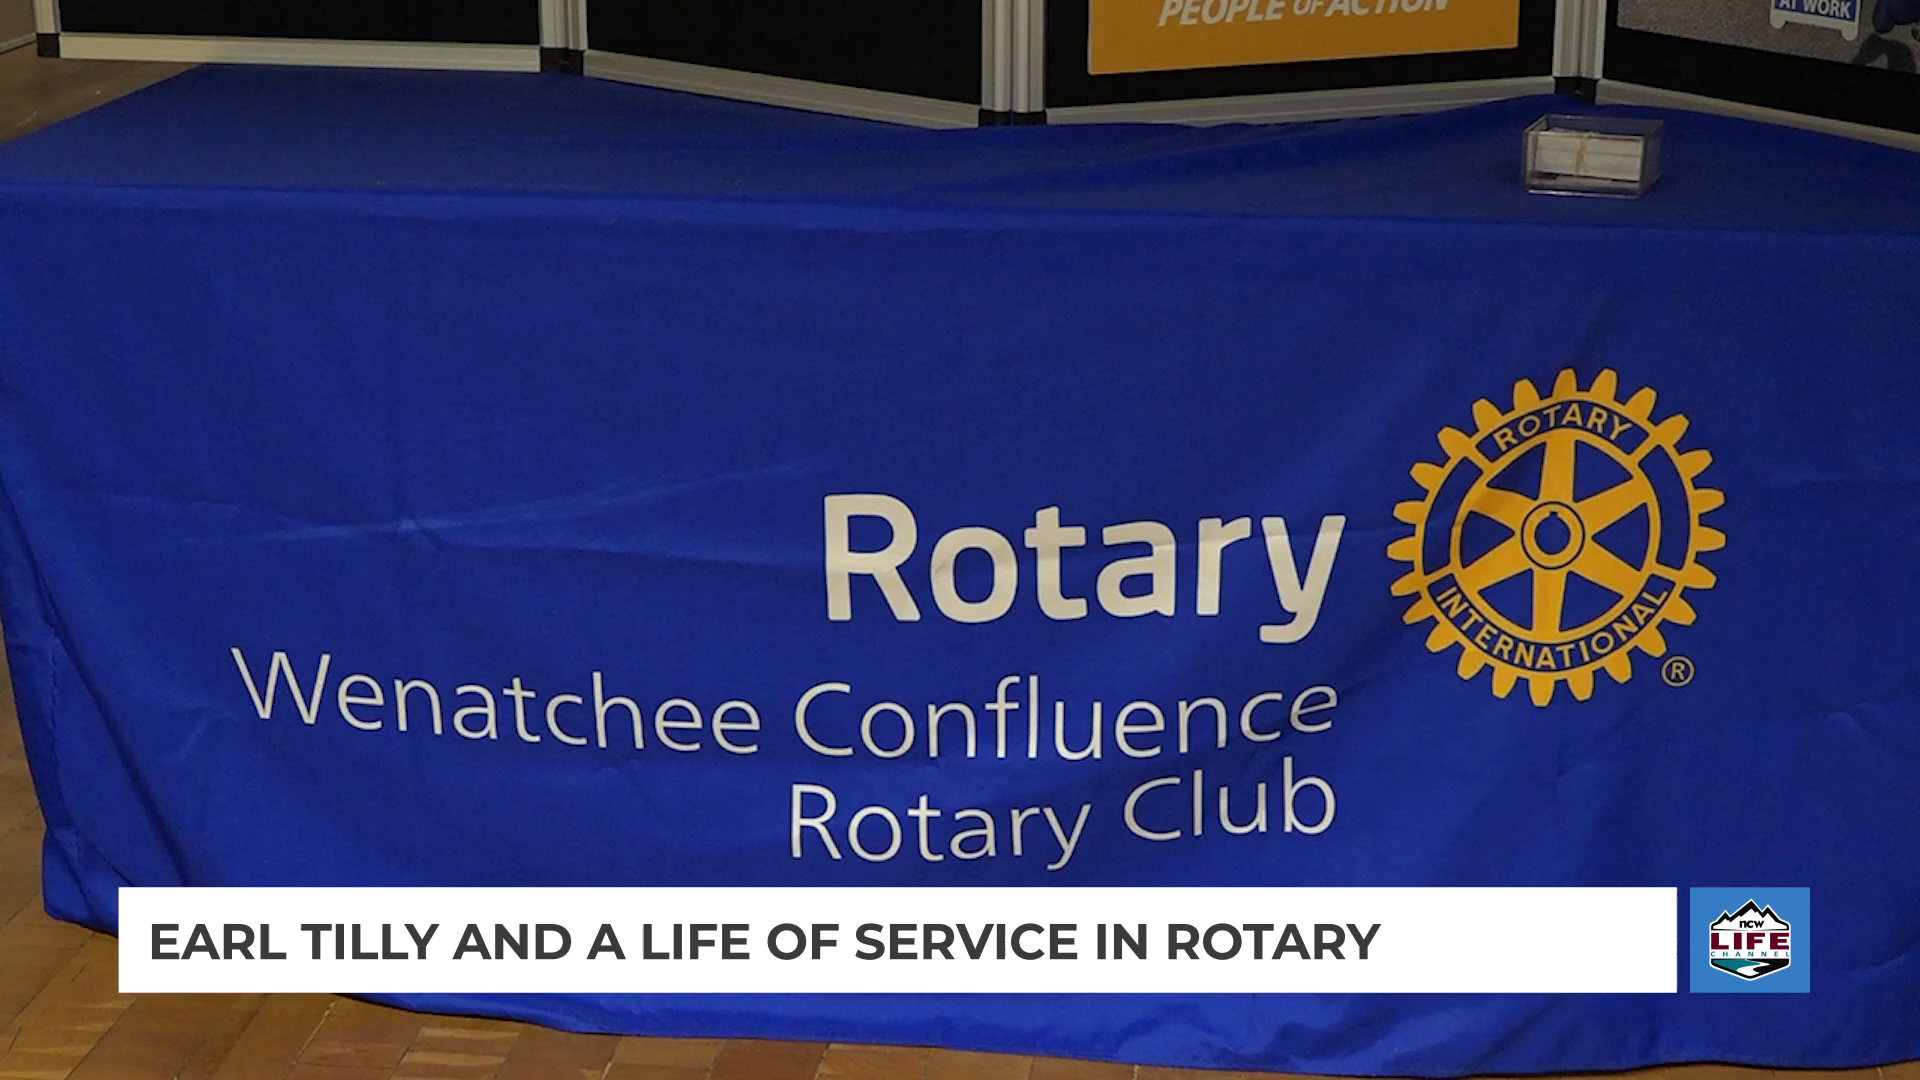 PEOPLE OF ACTION
AT WORK
ROTARY
INTERNATIONAL
®
Rotary
Wenatchee Confluence
Rotary Club
EARL TILLY AND A LIFE OF SERVICE IN ROTARY
ncw
LIFE
CHANNEL